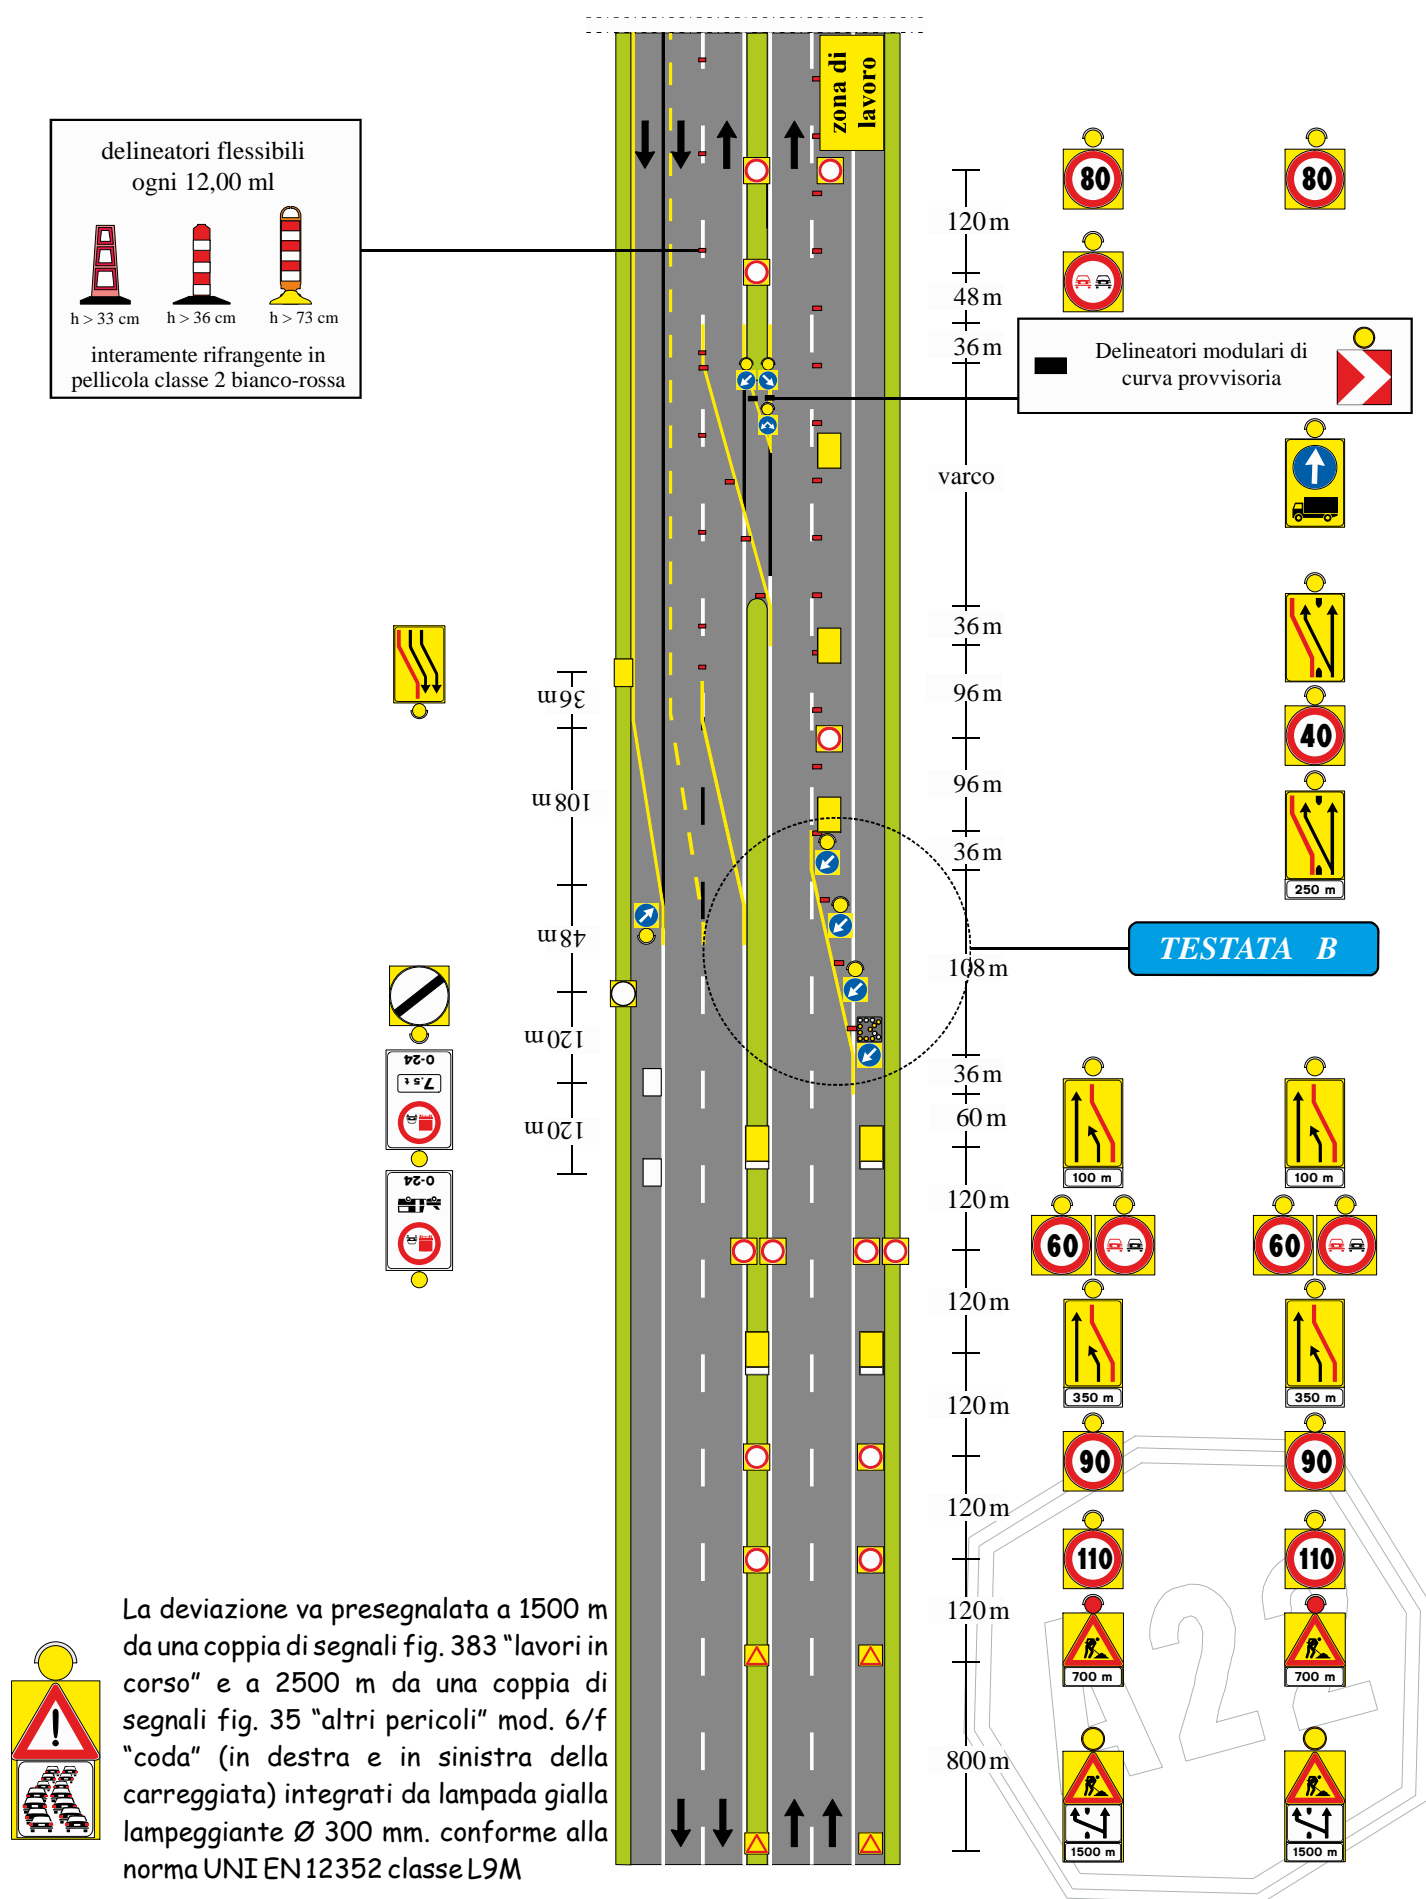 zona di
lavoro
delineatori flessibili
ogni 12,00 ml
h > 33 cm
h > 36 cm
h > 73 cm
interamente rifrangente in
pellicola classe 2 bianco-rossa
80
80
120 m
48 m
36 m
Delineatori modulari di
curva provvisoria
varco
36 m
96 m
40
96 m
36 m
250 m
TESTATA B
108 m
36 m
60 m
100 m
100 m
120 m
60
60
120 m
350 m
350 m
120 m
90
90
120 m
110
110
120 m
700 m
700 m
800 m
1500 m
1500 m
36 m
108 m
48 m
120 m
120 m
0-24
7.5 t
0-24
A22
La deviazione va presegnalata a 1500 m
da una coppia di segnali fig. 383 “lavori in
corso” e a 2500 m da una coppia di
segnali fig. 35 “altri pericoli” mod. 6/f
“coda” (in destra e in sinistra della
carreggiata) integrati da lampada gialla
lampeggiante Ø 300 mm. conforme alla
norma UNI EN 12352 classe L9M